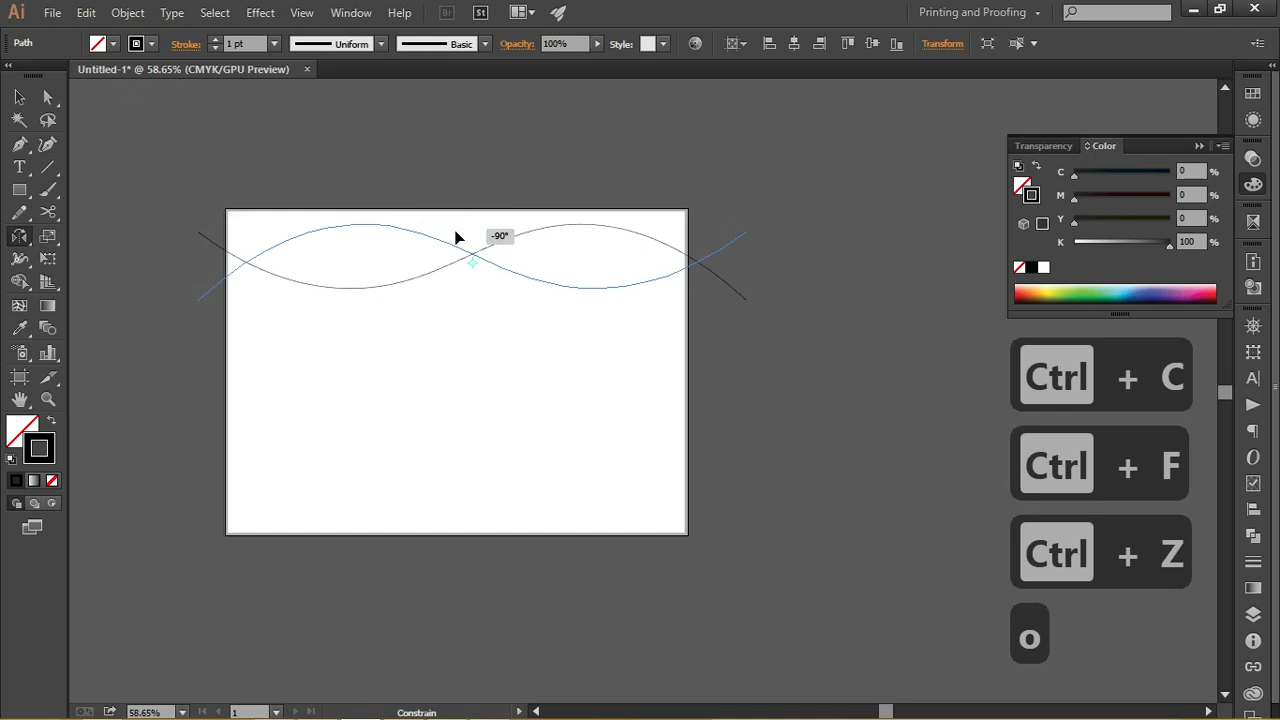 Ai File Edit Object Type Select Effect View Window Help Br St Printing and Proofing
Path Stroke: 1 pt Uniform Basic Opacity: 100% Style: Transform
Untitled-1* @ 58.65% (CMYK/GPU Preview) ×
Transparency Color
C 0 %
M 0 %
Y 0 %
K 100 %
-90°
Ctrl + C
Ctrl + F
Ctrl + Z
o
58.65% 1 Constrain